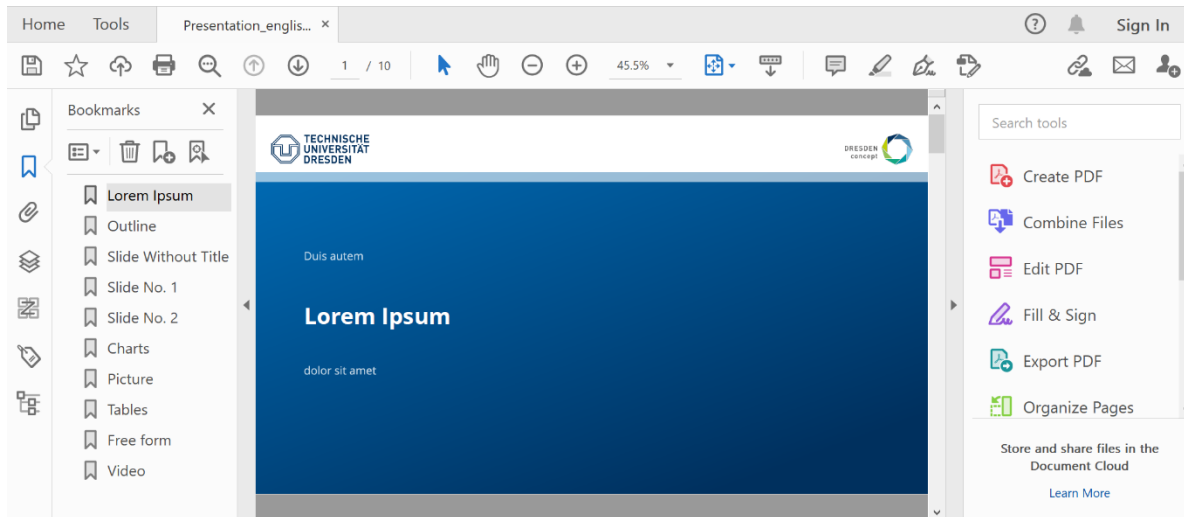 Home Tools Presentation_englis... × ? Sign In
1 / 10 45.5%
Bookmarks ×
Lorem Ipsum
Outline
Slide Without Title
Slide No. 1
Slide No. 2
Charts
Picture
Tables
Free form
Video
TECHNISCHE
UNIVERSITÄT
DRESDEN
DRESDEN
concept
Duis autem
Lorem Ipsum
dolor sit amet
Search tools
Create PDF
Combine Files
Edit PDF
Fill & Sign
Export PDF
Organize Pages
Store and share files in the
Document Cloud
Learn More